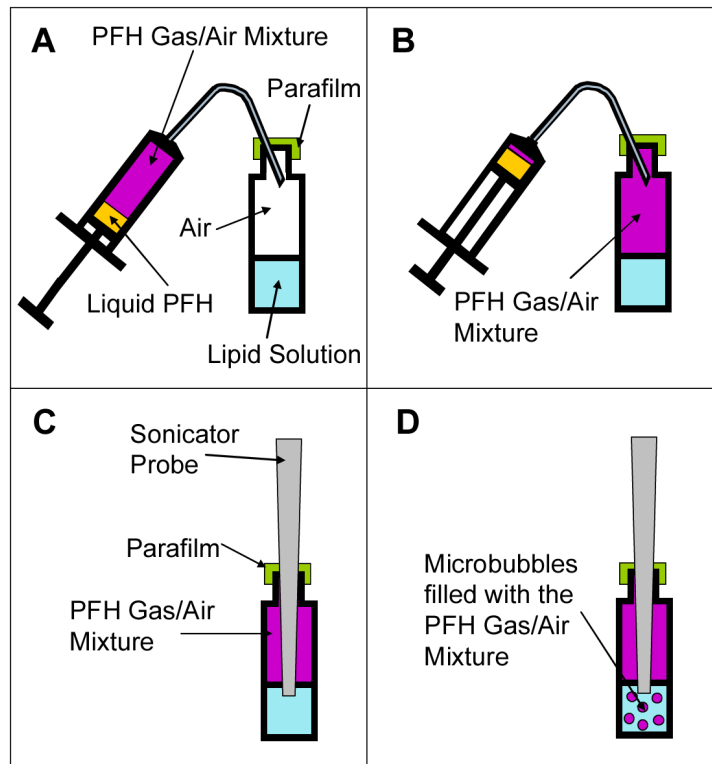 A
PFH Gas/Air Mixture
Parafilm
Air
Liquid PFH
Lipid Solution
B
PFH Gas/Air
Mixture
C
Sonicator
Probe
Parafilm
PFH Gas/Air
Mixture
D
Microbubbles
filled with the
PFH Gas/Air
Mixture